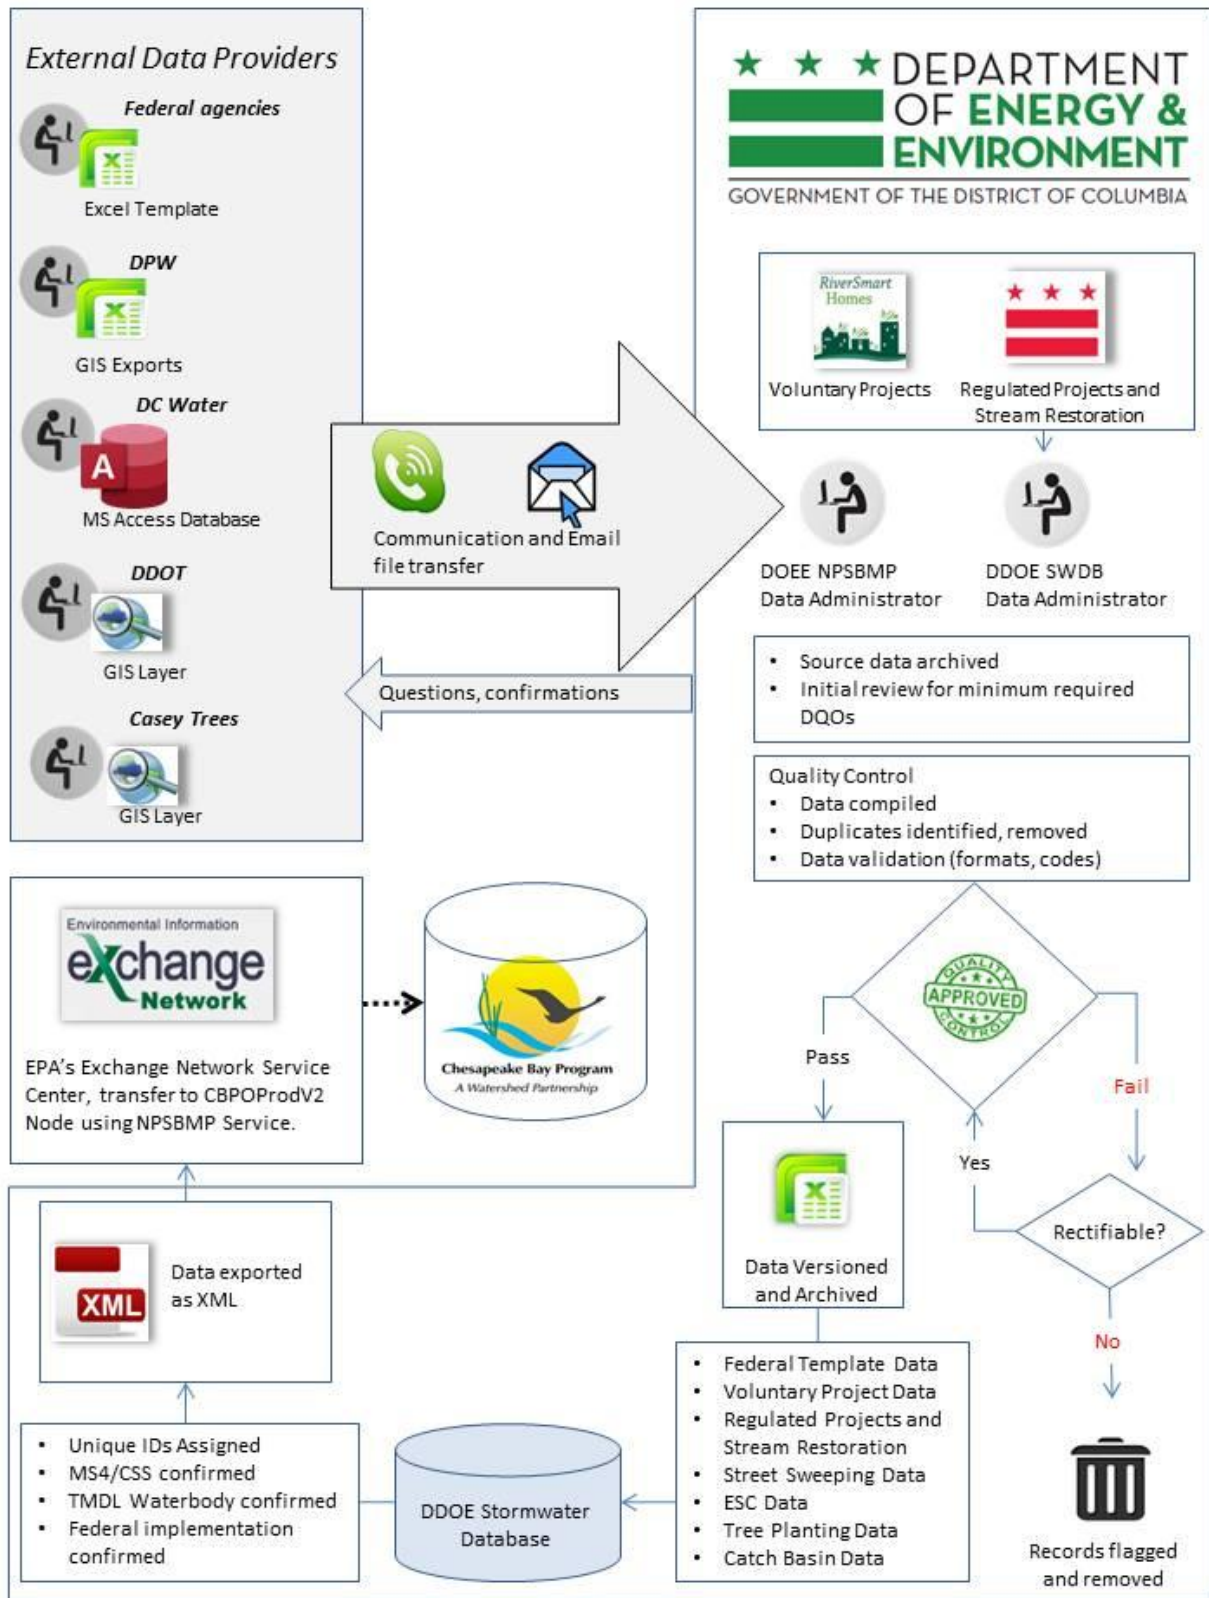 External Data Providers
Federal agencies
Excel Template
DPW
GIS Exports
DC Water
A
MS Access Database
DDOT
GIS Layer
Casey Trees
GIS Layer
Communication and Email
file transfer
Questions, confirmations
DEPARTMENT
OF ENERGY &
ENVIRONMENT
GOVERNMENT OF THE DISTRICT OF COLUMBIA
RiverSmart
Homes
Voluntary Projects
Regulated Projects and
Stream Restoration
DOEE NPSBMP
Data Administrator
DDOE SWDB
Data Administrator
• Source data archived
• Initial review for minimum required
DQOs
Quality Control
• Data compiled
• Duplicates identified, removed
• Data validation (formats, codes)
QUALITY
APPROVED
CONTROL
Pass
Fail
Yes
Rectifiable?
No
Records flagged
and removed
X
Data Versioned
and Archived
• Federal Template Data
• Voluntary Project Data
• Regulated Projects and
Stream Restoration
• Street Sweeping Data
• ESC Data
• Tree Planting Data
• Catch Basin Data
DDOE Stormwater
Database
• Unique IDs Assigned
• MS4/CSS confirmed
• TMDL Waterbody confirmed
• Federal implementation
confirmed
XML
Data exported
as XML
Environmental Information
eXchange
Network
EPA's Exchange Network Service
Center, transfer to CBPOProdV2
Node using NPSBMP Service.
Chesapeake Bay Program
A Watershed Partnership